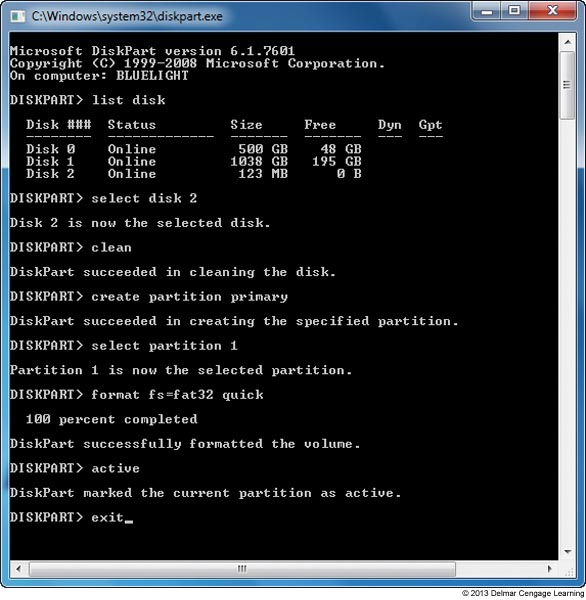 C:\Windows\system32\diskpart.exe
Microsoft DiskPart version 6.1.7601
Copyright (C) 1999-2008 Microsoft Corporation.
On computer: BLUELIGHT
DISKPART> list disk
Disk ###  Status         Size     Free     Dyn  Gpt
--------  -------------  -------  -------  ---  ---
Disk 0    Online          500 GB    48 GB
Disk 1    Online         1038 GB   195 GB
Disk 2    Online          123 MB      0 B
DISKPART> select disk 2
Disk 2 is now the selected disk.
DISKPART> clean
DiskPart succeeded in cleaning the disk.
DISKPART> create partition primary
DiskPart succeeded in creating the specified partition.
DISKPART> select partition 1
Partition 1 is now the selected partition.
DISKPART> format fs=fat32 quick
100 percent completed
DiskPart successfully formatted the volume.
DISKPART> active
DiskPart marked the current partition as active.
DISKPART> exit_
© 2013 Delmar Cengage Learning